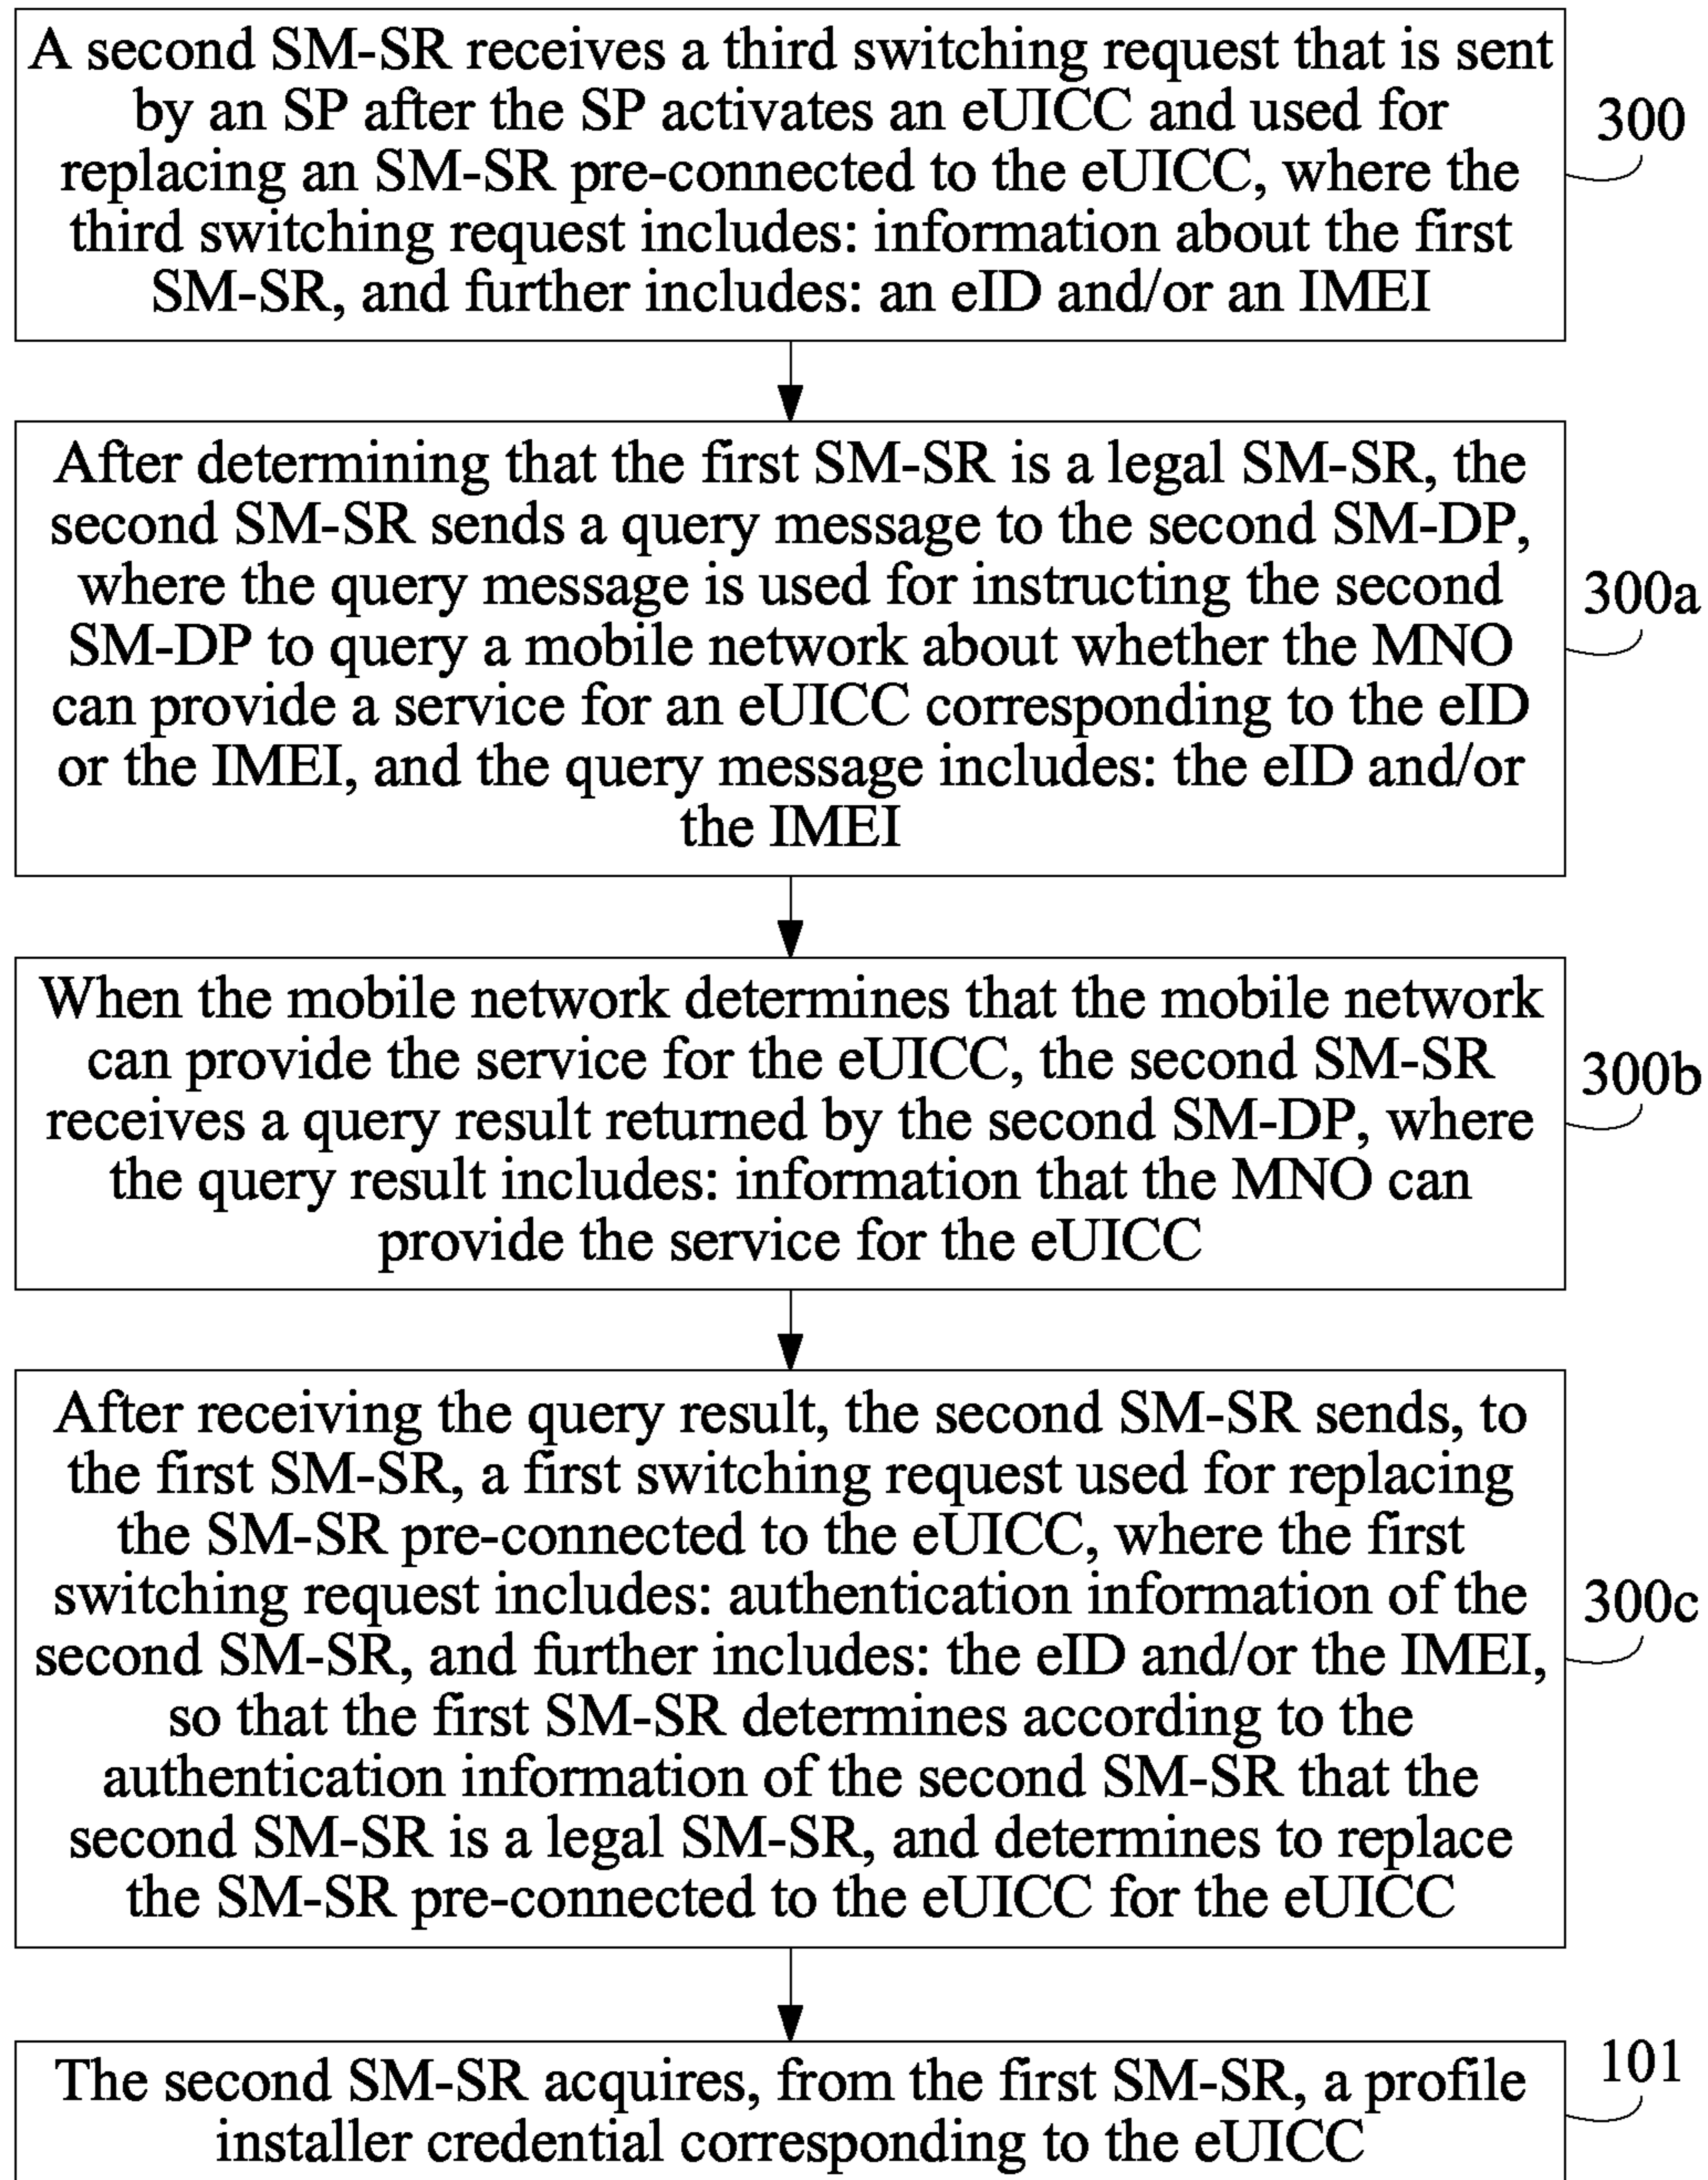 A second SM-SR receives a third switching request that is sent
by an SP after the SP activates an eUICC and used for
replacing an SM-SR pre-connected to the eUICC, where the
third switching request includes: information about the first
SM-SR, and further includes: an eID and/or an IMEI
300
After determining that the first SM-SR is a legal SM-SR, the
second SM-SR sends a query message to the second SM-DP,
where the query message is used for instructing the second
SM-DP to query a mobile network about whether the MNO
can provide a service for an eUICC corresponding to the eID
or the IMEI, and the query message includes: the eID and/or
the IMEI
300a
When the mobile network determines that the mobile network
can provide the service for the eUICC, the second SM-SR
receives a query result returned by the second SM-DP, where
the query result includes: information that the MNO can
provide the service for the eUICC
300b
After receiving the query result, the second SM-SR sends, to
the first SM-SR, a first switching request used for replacing
the SM-SR pre-connected to the eUICC, where the first
switching request includes: authentication information of the
second SM-SR, and further includes: the eID and/or the IMEI,
so that the first SM-SR determines according to the
authentication information of the second SM-SR that the
second SM-SR is a legal SM-SR, and determines to replace
the SM-SR pre-connected to the eUICC for the eUICC
300c
The second SM-SR acquires, from the first SM-SR, a profile
installer credential corresponding to the eUICC
101